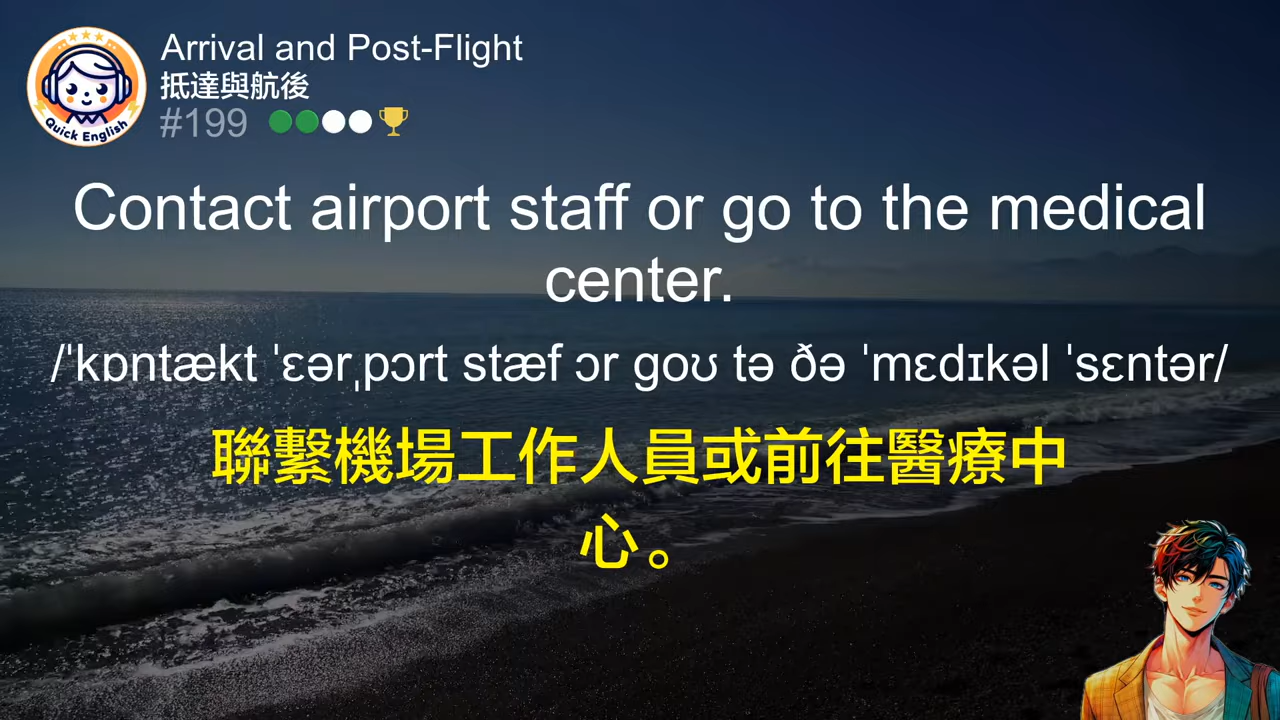 Arrival and Post-Flight
抵達與航後
#199
Quick English
Contact airport staff or go to the medical
center.
/ˈkɒntækt ˈɛərˌpɔrt stæf ɔr goʊ tə ðə ˈmɛdɪkəl ˈsɛntər/
聯繫機場工作人員或前往醫療中
心。